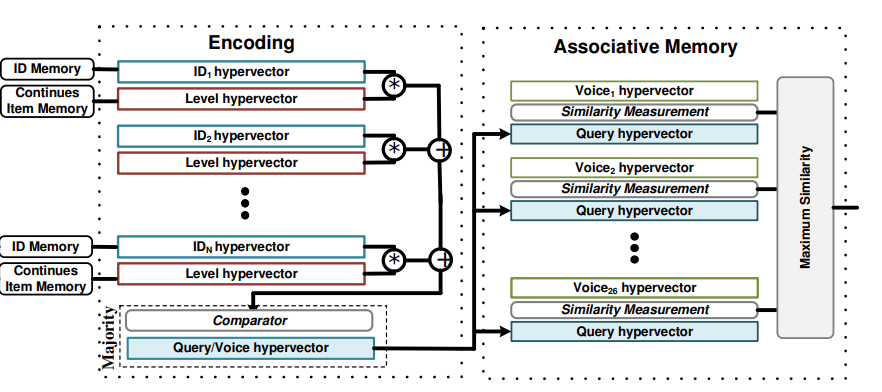 Encoding
ID Memory
ID1 hypervector
Continues
Item Memory
Level hypervector
*
ID2 hypervector
Level hypervector
*
+
ID Memory
IDN hypervector
Continues
Item Memory
Level hypervector
*
+
Majority
Comparator
Query/Voice hypervector
Associative Memory
Voice1 hypervector
Similarity Measurement
Query hypervector
Voice2 hypervector
Similarity Measurement
Query hypervector
Voice26 hypervector
Similarity Measurement
Query hypervector
Maximum Similarity